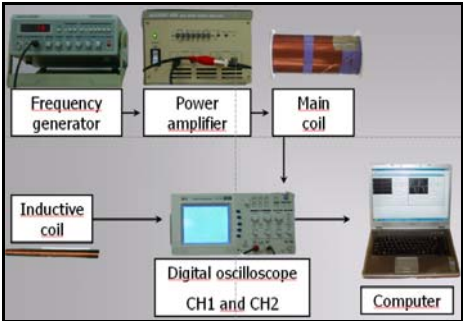 Frequency
generator
Power
amplifier
Main
coil
Inductive
coil
Digital oscilloscope
CH1 and CH2
Computer